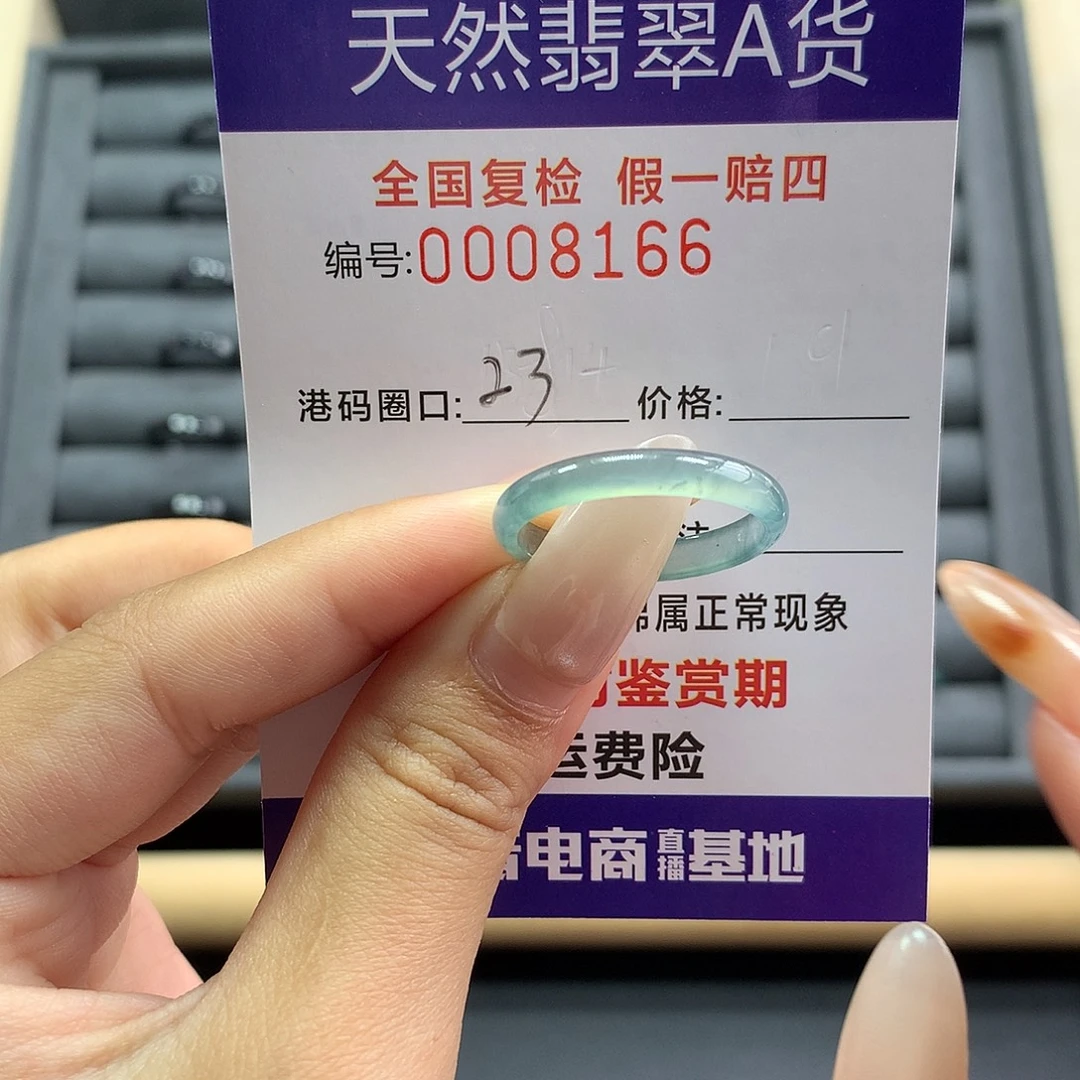 天然翡翠A货
全国复检 假一赔四
编号:0008166
港码圈口: 23 价格:
属正常现象
鉴赏期
运费险
电商直播基地